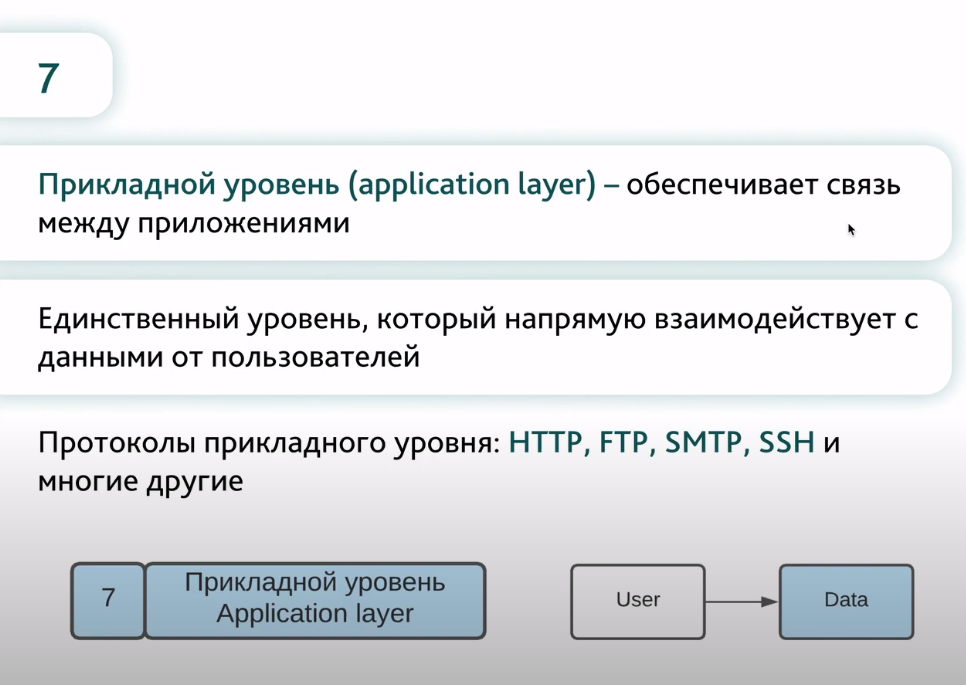 7
Прикладной уровень (application layer) – обеспечивает связь
между приложениями
Единственный уровень, который напрямую взаимодействует с
данными от пользователей
Протоколы прикладного уровня: HTTP, FTP, SMTP, SSH и
многие другие
7
Прикладной уровень
Application layer
User
Data